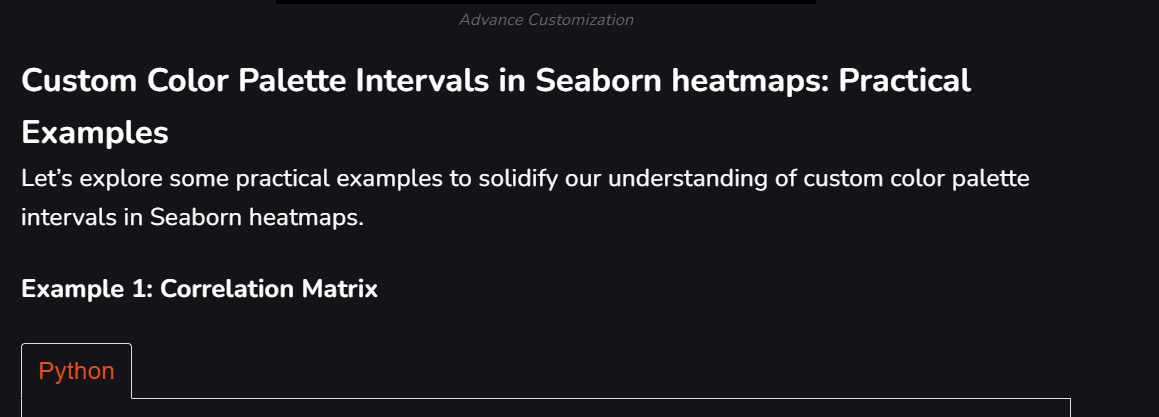 Advance Customization
Custom Color Palette Intervals in Seaborn heatmaps: Practical
Examples
Let’s explore some practical examples to solidify our understanding of custom color palette
intervals in Seaborn heatmaps.
Example 1: Correlation Matrix
Python